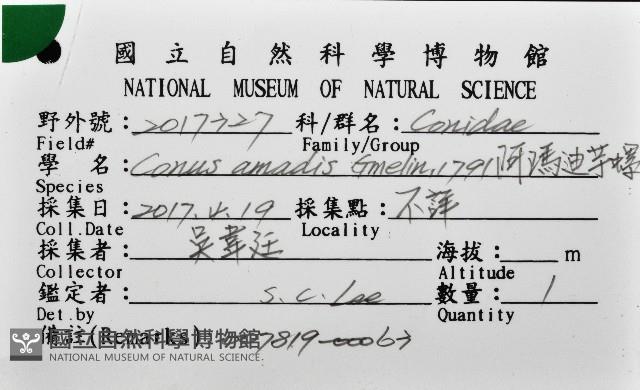 國立自然科學博物館
NATIONAL MUSEUM OF NATURAL SCIENCE
野外號: 科/群名: Conidae
Field# Family/Group
學 名: Conus amadis Gmelin, 1791 阿瑪迪芋螺
Species
採集日: 2017.4.19 採集點: 不詳
Coll.Date Locality
採集者: 吳韋廷 海拔: m
Collector Altitude
鑑定者: S. C. Lee 數量: 1
Det.by Quantity
備註(Remarks)
國立自然科學博物館
NATIONAL MUSEUM OF NATURAL SCIENCE.